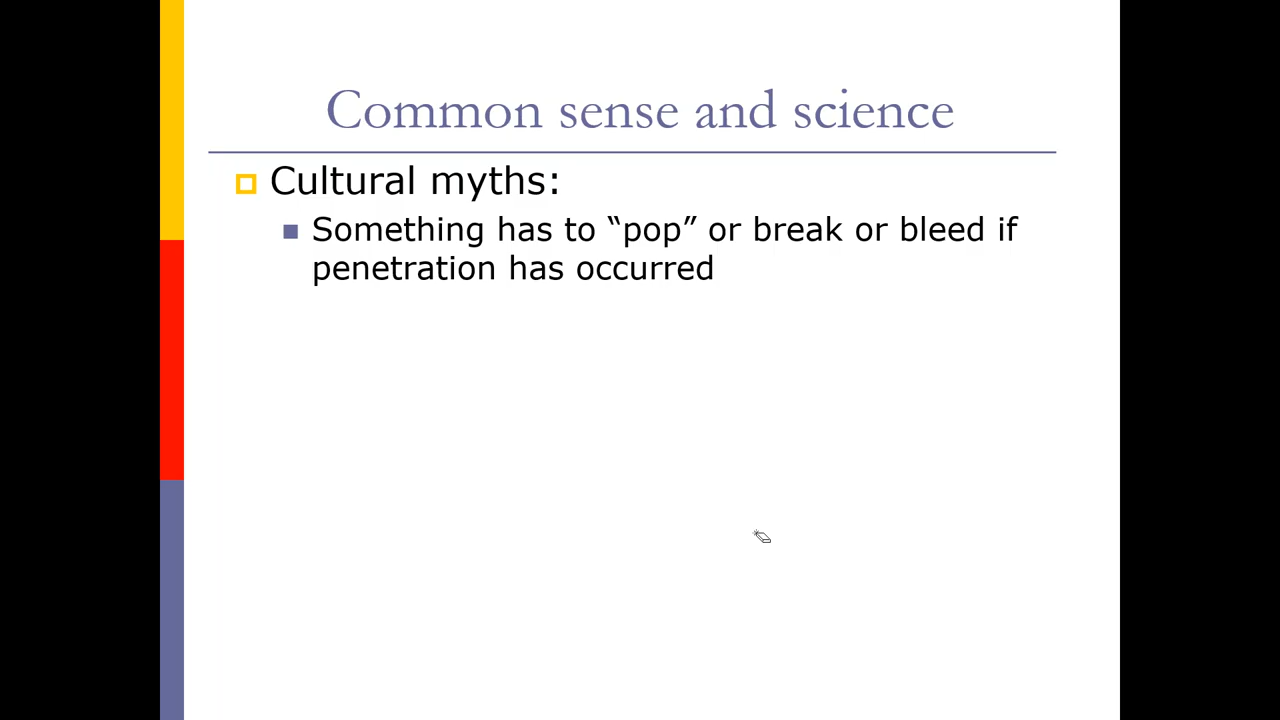 Common sense and science
Cultural myths:
Something has to “pop” or break or bleed if
penetration has occurred